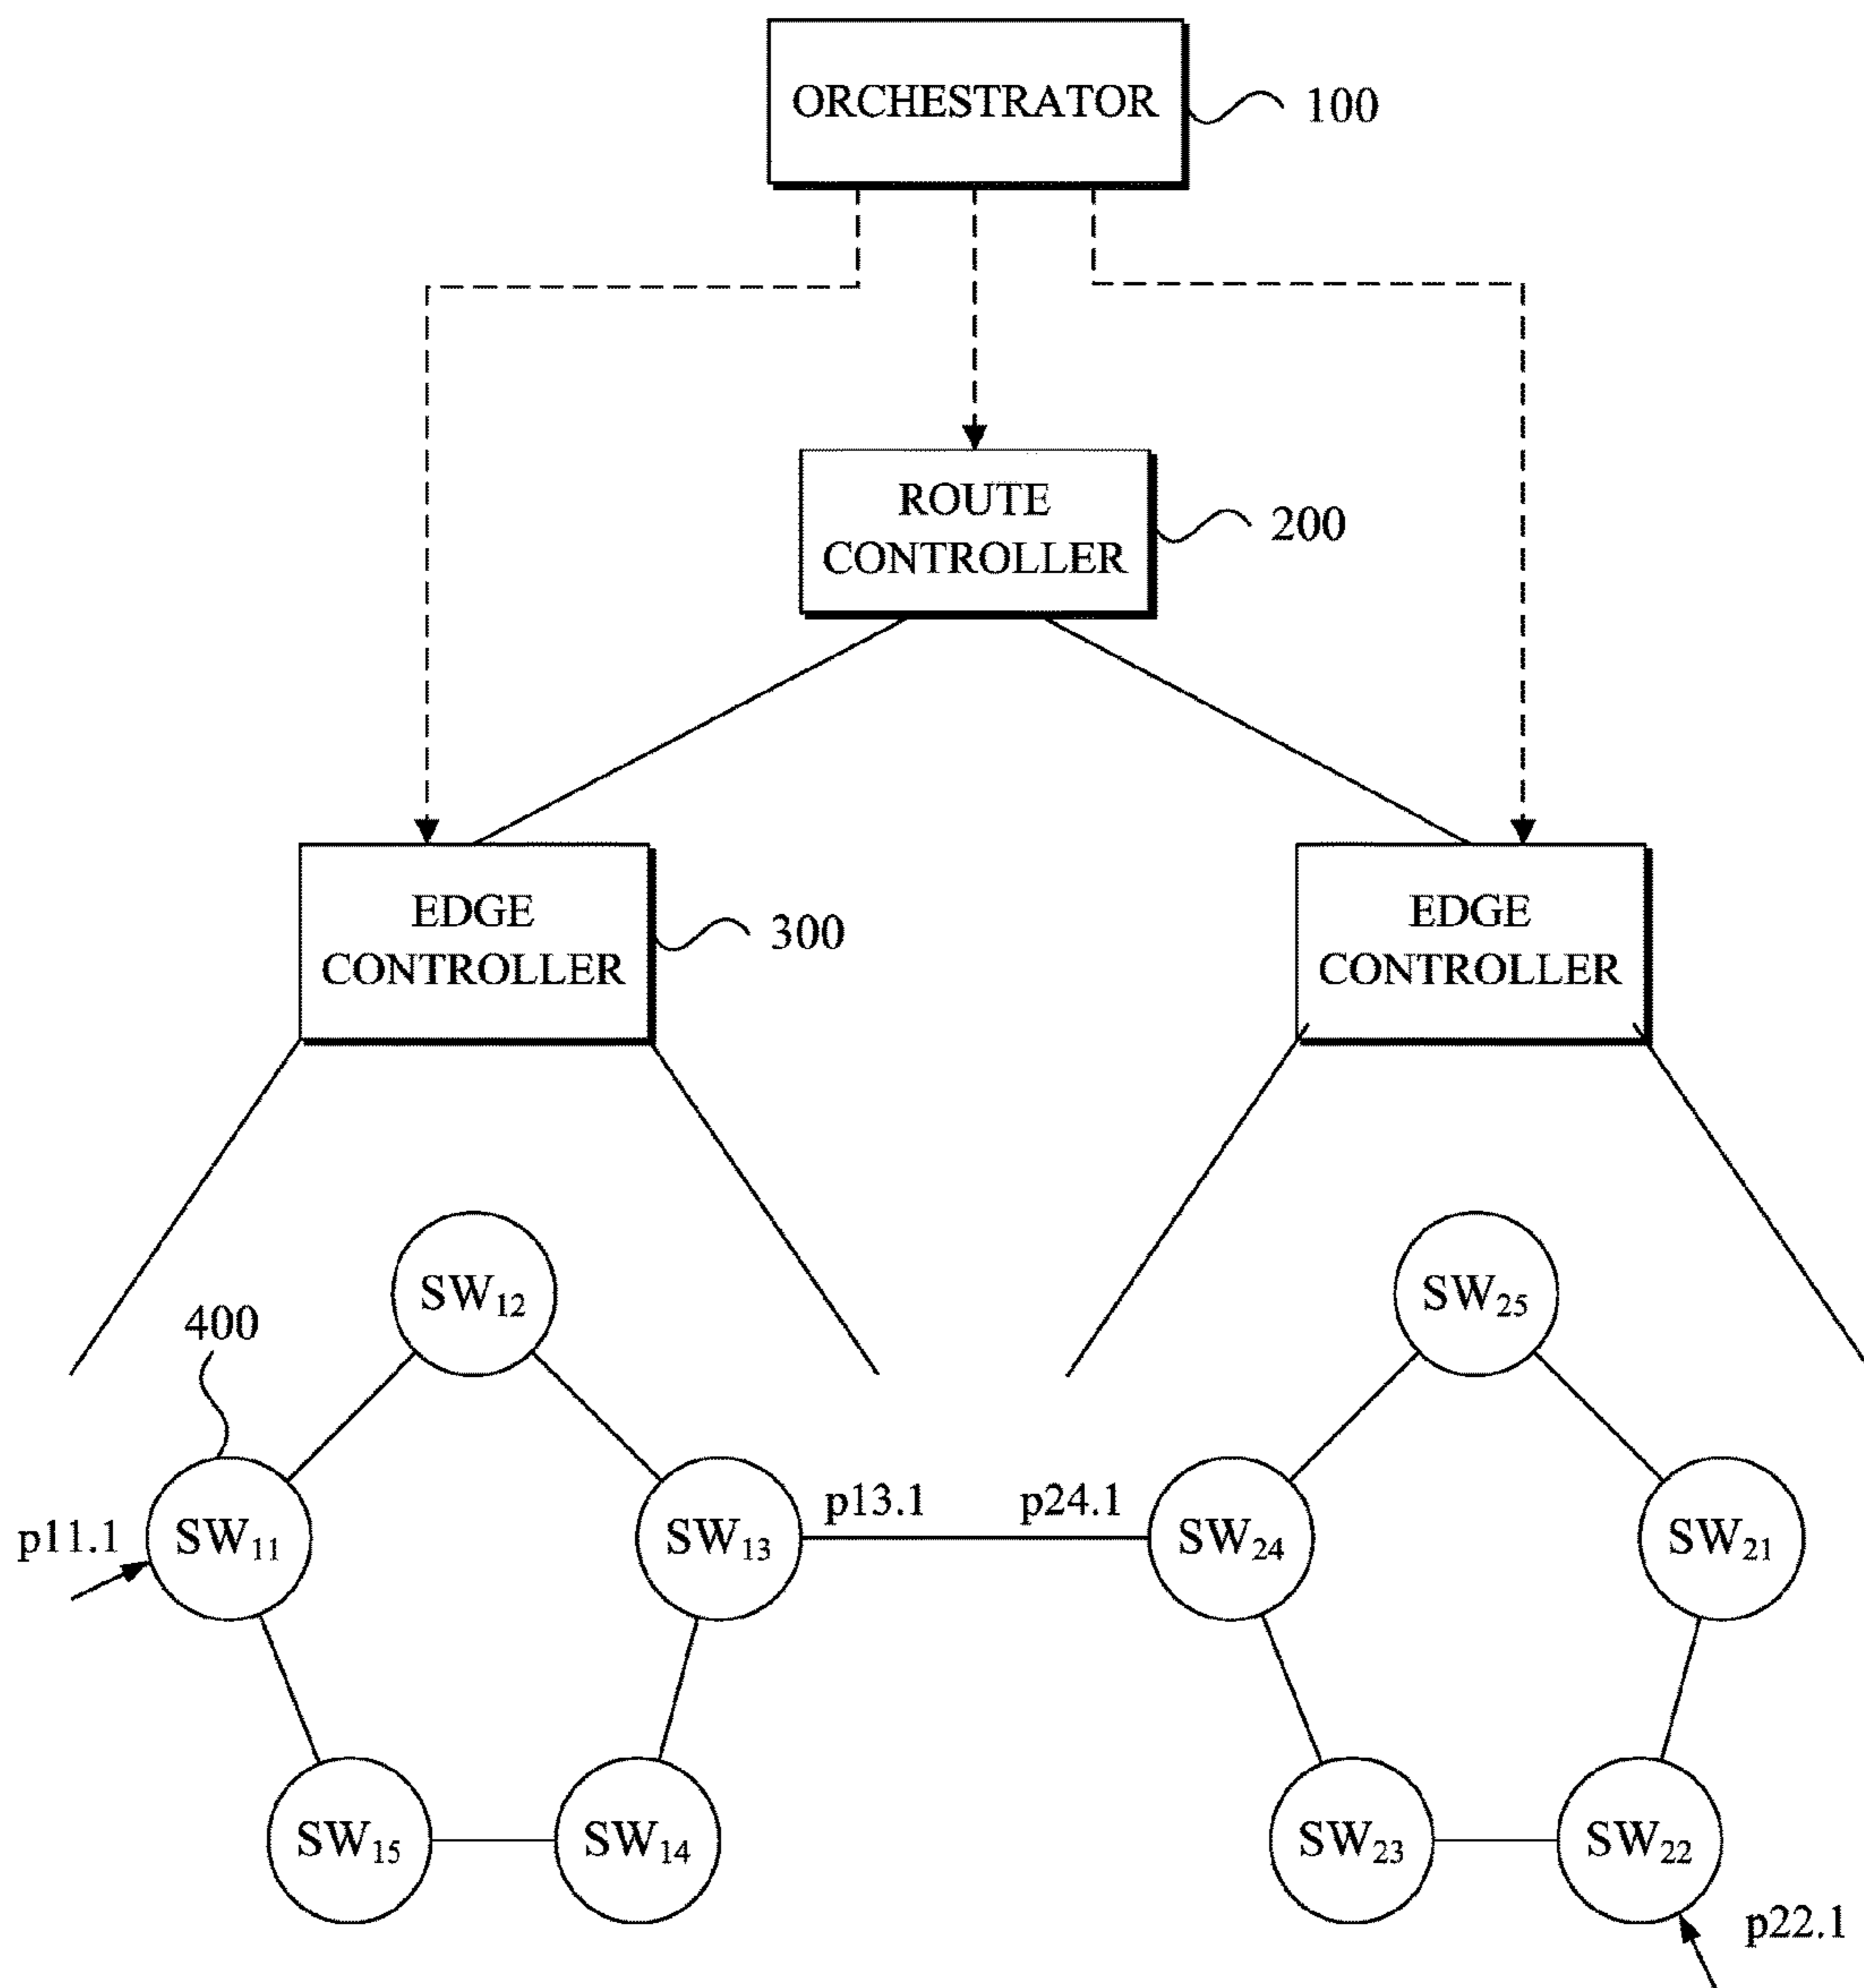 ORCHESTRATOR
100
ROUTE
CONTROLLER
200
EDGE
CONTROLLER
300
EDGE
CONTROLLER
SW12
SW25
400
p11.1
SW11
SW13
p13.1
p24.1
SW24
SW21
SW15
SW14
SW23
SW22
p22.1